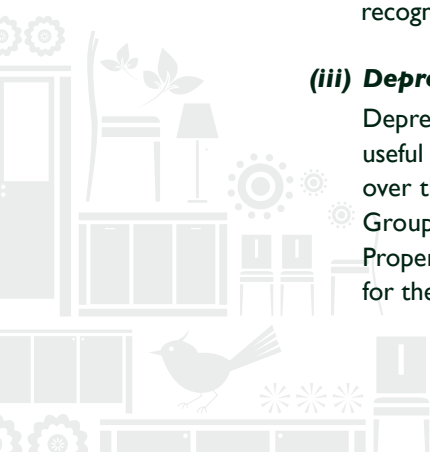 recogn
(iii) Depre
Depre
useful
over t
Group
Proper
for the